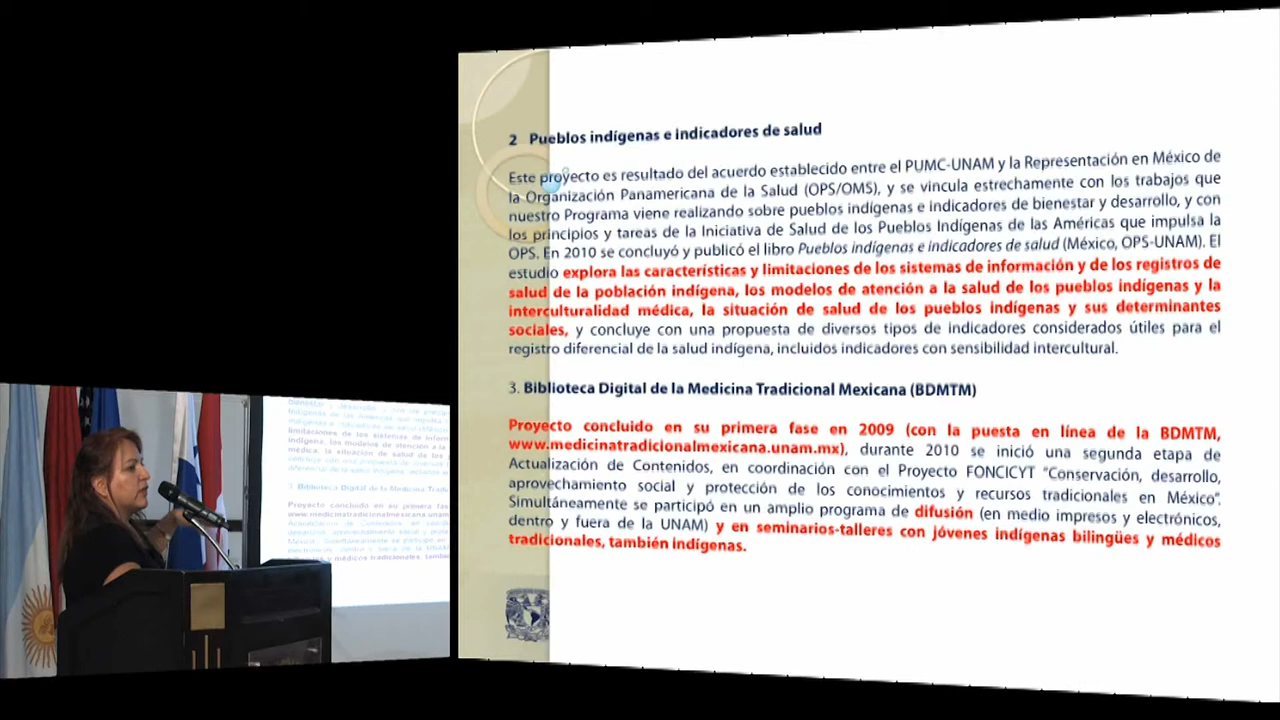 2 Pueblos indígenas e indicadores de salud
Este proyecto es resultado del acuerdo establecido entre el PUMC-UNAM y la Representación en México de
la Organización Panamericana de la Salud (OPS/OMS), y se vincula estrechamente con los trabajos que
nuestro Programa viene realizando sobre pueblos indígenas e indicadores de bienestar y desarrollo, y con
los principios y tareas de la Iniciativa de Salud de los Pueblos Indígenas de las Américas que impulsa la
OPS. En 2010 se concluyó y publicó el libro Pueblos indígenas e indicadores de salud (México, OPS-UNAM). El
estudio explora las características y limitaciones de los sistemas de información y de los registros de
salud de la población indígena, los modelos de atención a la salud de los pueblos indígenas y la
interculturalidad médica, la situación de salud de los pueblos indígenas y sus determinantes
sociales, y concluye con una propuesta de diversos tipos de indicadores considerados útiles para el
registro diferencial de la salud indígena, incluidos indicadores con sensibilidad intercultural.
3. Biblioteca Digital de la Medicina Tradicional Mexicana (BDMTM)
Proyecto concluido en su primera fase en 2009 (con la puesta en línea de la BDMTM,
www.medicinatradicionalmexicana.unam.mx), durante 2010 se inició una segunda etapa de
Actualización de Contenidos, en coordinación con el Proyecto FONCICYT "Conservación, desarrollo,
aprovechamiento social y protección de los conocimientos y recursos tradicionales en México".
Simultáneamente se participó en un amplio programa de difusión (en medio impresos y electrónicos,
dentro y fuera de la UNAM) y en seminarios-talleres con jóvenes indígenas bilingües y médicos
tradicionales, también indígenas.